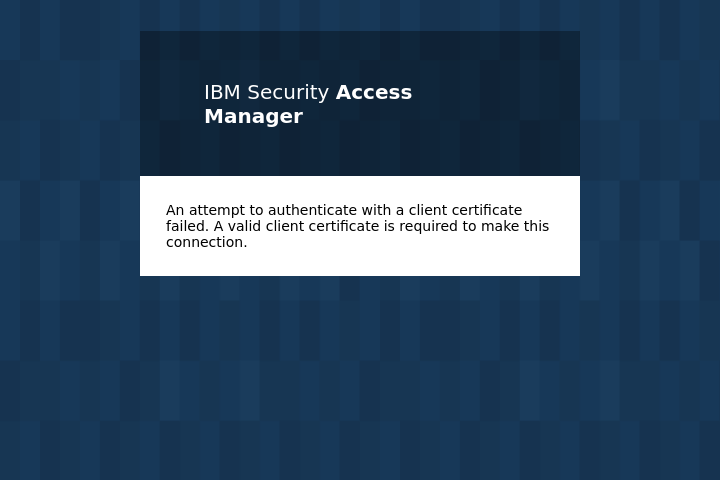 IBM Security Access
Manager
An attempt to authenticate with a client certificate
failed. A valid client certificate is required to make this
connection.